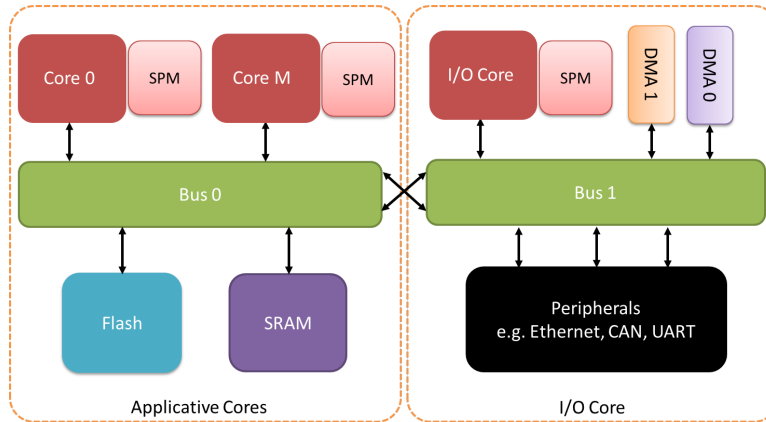 Core 0
SPM
Core M
SPM
I/O Core
SPM
DMA 1
DMA 0
Bus 0
Bus 1
Flash
SRAM
Peripherals
e.g. Ethernet, CAN, UART
Applicative Cores
I/O Core